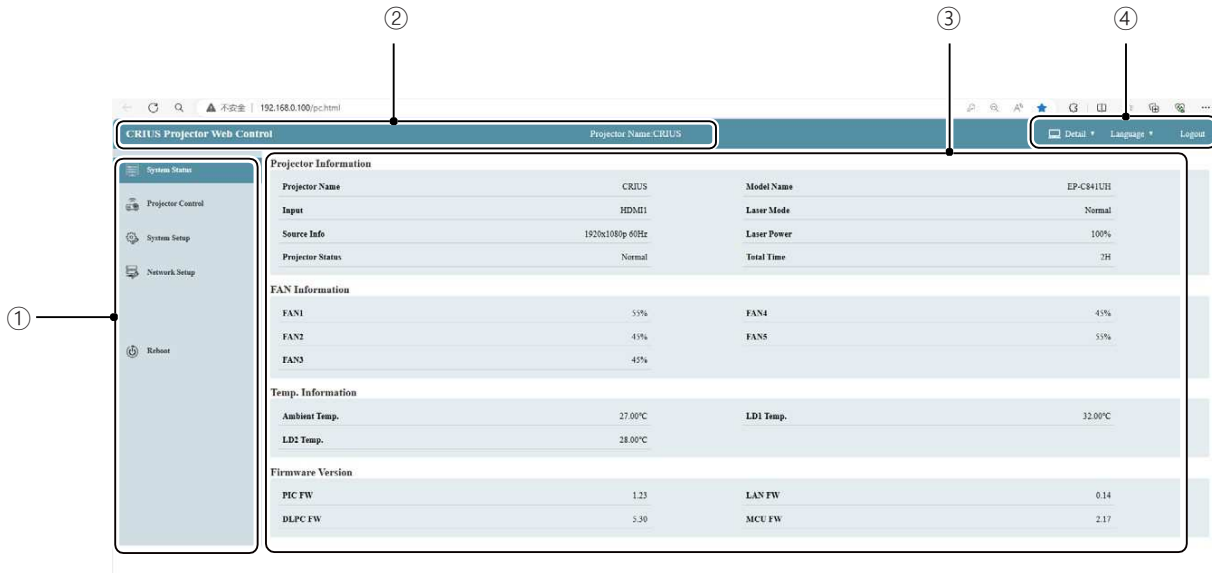 ② ③ ④
不安全 | 192.168.0.100/pc.html
CRIUS Projector Web Control Projector Name:CRIUS Detail Language Logout
①
System Status
Projector Control
System Setup
Network Setup
Reboot
Projector Information
Projector Name CRIUS Model Name EP-C841UH
Input HDMI1 Laser Mode Normal
Source Info 1920x1080p 60Hz Laser Power 100%
Projector Status Normal Total Time 2H
FAN Information
FAN1 55% FAN4 45%
FAN2 45% FAN5 55%
FAN3 45%
Temp. Information
Ambient Temp. 27.00°C LD1 Temp. 32.00°C
LD2 Temp. 28.00°C
Firmware Version
PIC FW 1.23 LAN FW 0.14
DLPC FW 5.30 MCU FW 2.17